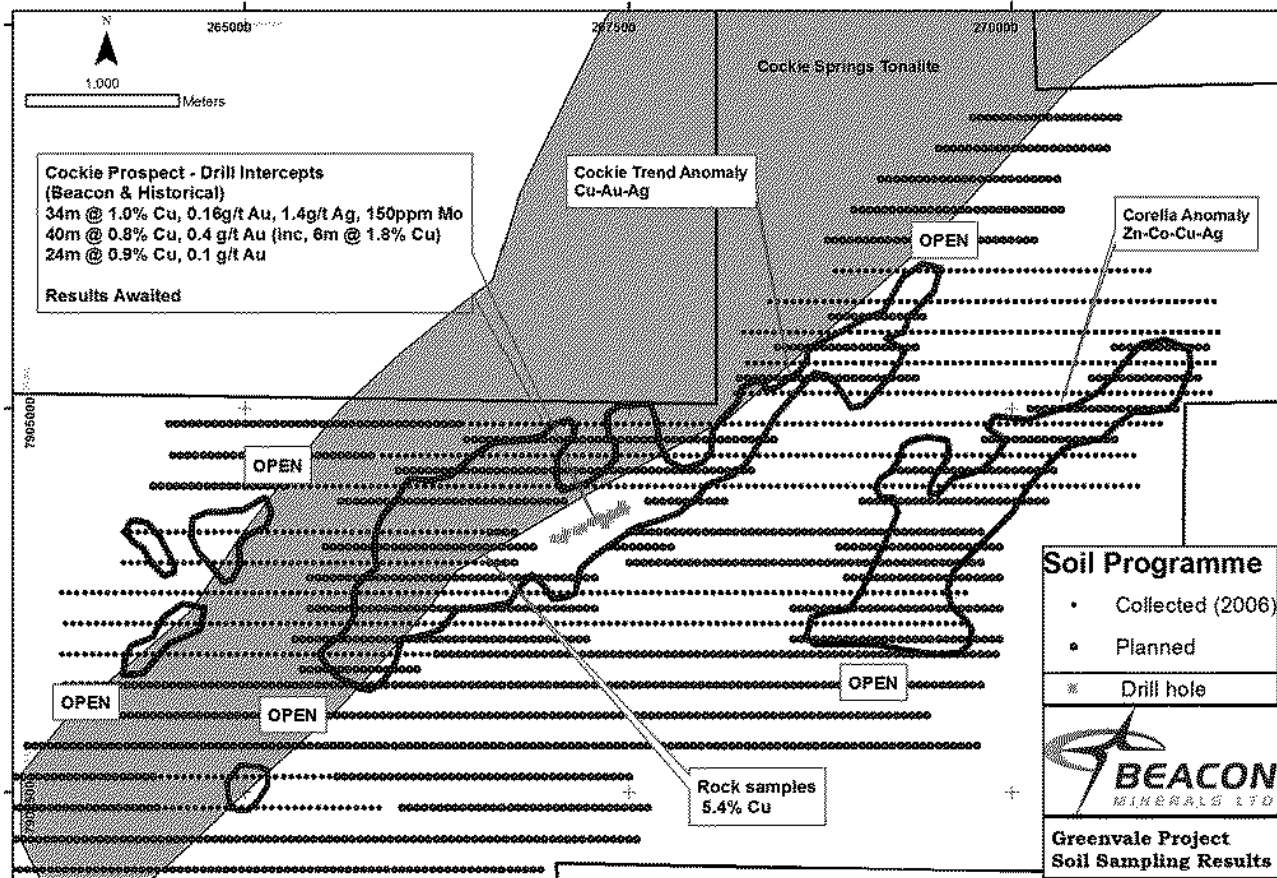 265000
267500
270000
N
1,000
Meters
Cockie Springs Tonalite
Cockie Prospect - Drill Intercepts
(Beacon & Historical)
34m @ 1.0% Cu, 0.16g/t Au, 1.4g/t Ag, 150ppm Mo
40m @ 0.8% Cu, 0.4 g/t Au (inc, 6m @ 1.8% Cu)
24m @ 0.9% Cu, 0.1 g/t Au
Results Awaited
Cockie Trend Anomaly
Cu-Au-Ag
Corella Anomaly
Zn-Co-Cu-Ag
OPEN
7905000
OPEN
OPEN
OPEN
OPEN
Rock samples
5.4% Cu
Soil Programme
Collected (2006)
Planned
Drill hole
BEACON
MINERALS LTD
Greenvale Project
Soil Sampling Results